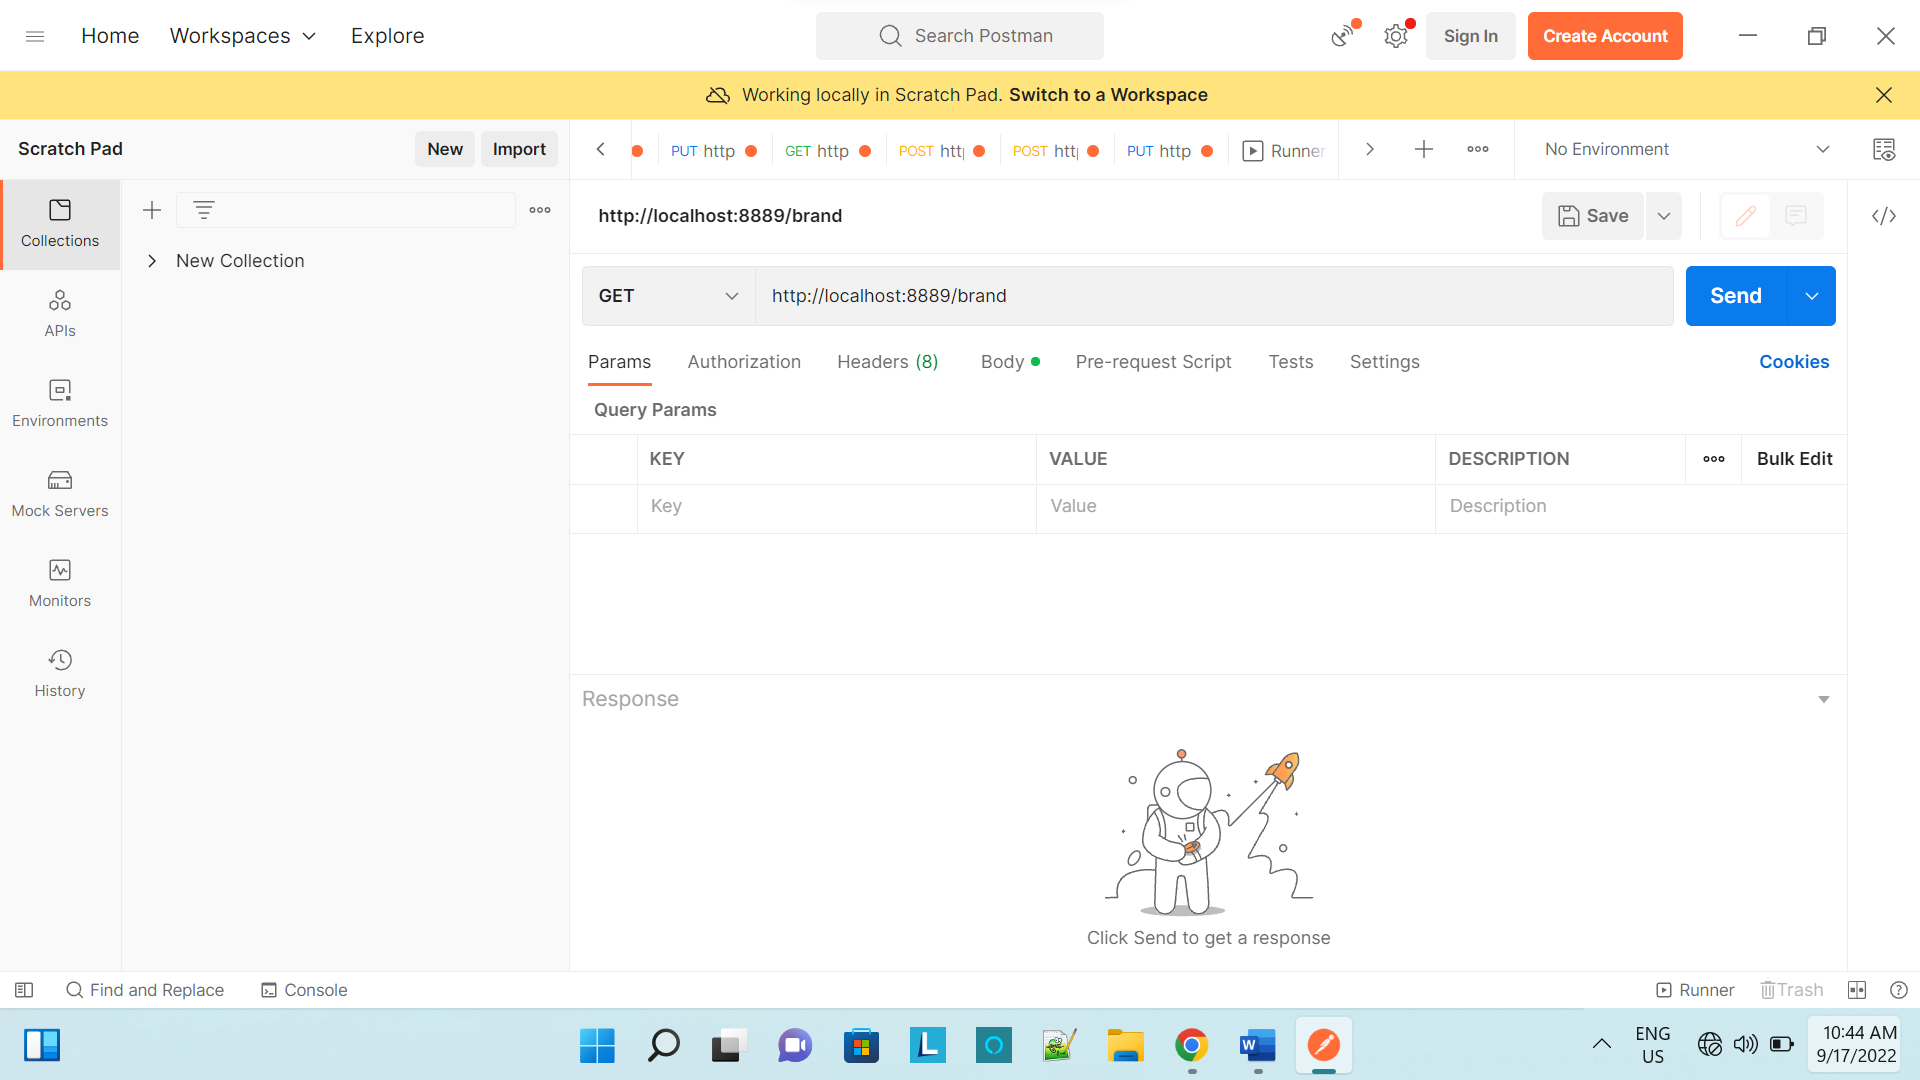 Home
Workspaces
Explore
Search Postman
Sign In
Create Account
Working locally in Scratch Pad. Switch to a Workspace
Scratch Pad
New
Import
PUT http
GET http
POST htt
POST htt
PUT http
Runner
No Environment
Collections
New Collection
APIs
Environments
Mock Servers
Monitors
History
http://localhost:8889/brand
Save
GET
http://localhost:8889/brand
Send
Params
Authorization
Headers (8)
Body
Pre-request Script
Tests
Settings
Cookies
Query Params
KEY
VALUE
DESCRIPTION
Bulk Edit
Key
Value
Description
Response
Click Send to get a response
Find and Replace
Console
Runner
Trash
ENG
US
10:44 AM
9/17/2022